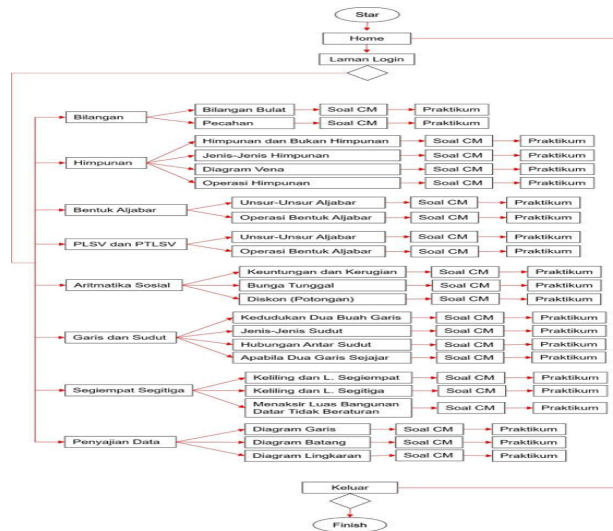 Star
Home
Laman Login
Bilangan
Bilangan Bulat Soal CM Praktikum
Pecahan Soal CM Praktikum
Himpunan
Himpunan dan Bukan Himpunan Soal CM Praktikum
Jenis-Jenis Himpunan Soal CM Praktikum
Diagram Vena Soal CM Praktikum
Operasi Himpunan Soal CM Praktikum
Bentuk Aljabar
Unsur-Unsur Aljabar Soal CM Praktikum
Operasi Bentuk Aljabar Soal CM Praktikum
PLSV dan PTLSV
Unsur-Unsur Aljabar Soal CM Praktikum
Operasi Bentuk Aljabar Soal CM Praktikum
Aritmatika Sosial
Keuntungan dan Kerugian Soal CM Praktikum
Bunga Tunggal Soal CM Praktikum
Diskon (Potongan) Soal CM Praktikum
Garis dan Sudut
Kedudukan Dua Buah Garis Soal CM Praktikum
Jenis-Jenis Sudut Soal CM Praktikum
Hubungan Antar Sudut Soal CM Praktikum
Apabila Dua Garis Sejajar Soal CM Praktikum
Segiempat Segitiga
Keliling dan L. Segiempat Soal CM Praktikum
Keliling dan L. Segitiga Soal CM Praktikum
Menaksir Luas Bangunan
Datar Tidak Beraturan Soal CM Praktikum
Penyajian Data
Diagram Garis Soal CM Praktikum
Diagram Batang Soal CM Praktikum
Diagram Lingkaran Soal CM Praktikum
Keluar
Finish